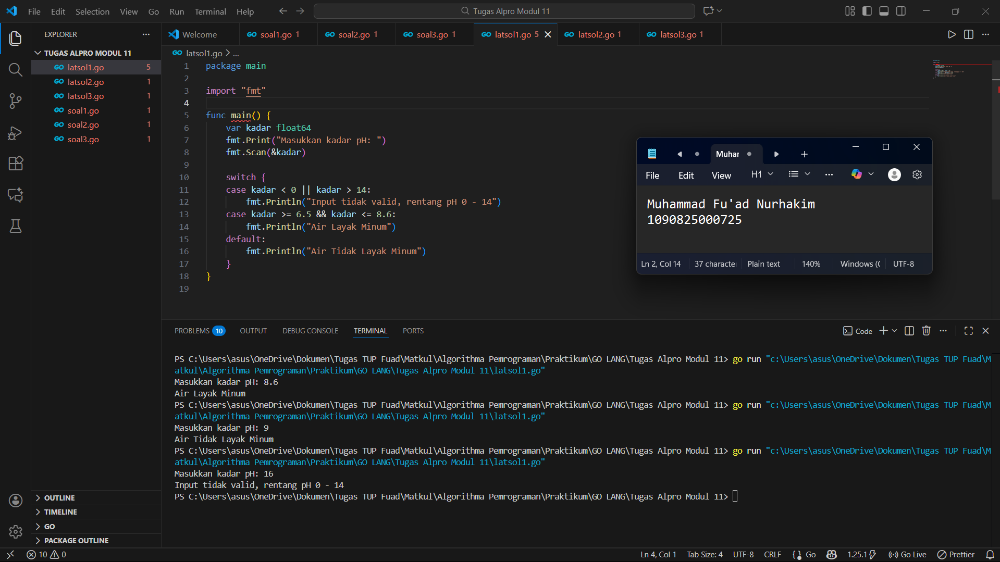 File Edit Selection View Go Run Terminal Help
Tugas Alpro Modul 11
EXPLORER
TUGAS ALPRO MODUL 11
latsol1.go 5
latsol2.go 1
latsol3.go 1
soal1.go 1
soal2.go 1
soal3.go 1
OUTLINE
TIMELINE
GO
PACKAGE OUTLINE
Welcome
soal1.go 1
soal2.go 1
soal3.go 1
latsol1.go 5
latsol2.go 1
latsol3.go 1
latsol1.go > ...
1 package main
2
3 import "fmt"
4
5 func main() {
6 var kadar float64
7 fmt.Print("Masukkan kadar pH: ")
8 fmt.Scan(&kadar)
9
10 switch {
11 case kadar < 0 || kadar > 14:
12 fmt.Println("Input tidak valid, rentang pH 0 - 14")
13 case kadar >= 6.5 && kadar <= 8.6:
14 fmt.Println("Air Layak Minum")
15 default:
16 fmt.Println("Air Tidak Layak Minum")
17 }
18 }
19
Muhar
File Edit View H1
Muhammad Fu'ad Nurhakim
1090825000725
Ln 2, Col 14 37 character Plain text 140% Windows (C UTF-8
PROBLEMS 10 OUTPUT DEBUG CONSOLE TERMINAL PORTS
Code
PS C:\Users\asus\OneDrive\Dokumen\Tugas TUP Fuad\Matkul\Algorithma Pemrograman\Praktikum\GO LANG\Tugas Alpro Modul 11> go run "c:\Users\asus\OneDrive\Dokumen\Tugas TUP Fuad\M
atkul\Algorithma Pemrograman\Praktikum\GO LANG\Tugas Alpro Modul 11\latsol1.go"
Masukkan kadar pH: 8.6
Air Layak Minum
PS C:\Users\asus\OneDrive\Dokumen\Tugas TUP Fuad\Matkul\Algorithma Pemrograman\Praktikum\GO LANG\Tugas Alpro Modul 11> go run "c:\Users\asus\OneDrive\Dokumen\Tugas TUP Fuad\M
atkul\Algorithma Pemrograman\Praktikum\GO LANG\Tugas Alpro Modul 11\latsol1.go"
Masukkan kadar pH: 9
Air Tidak Layak Minum
PS C:\Users\asus\OneDrive\Dokumen\Tugas TUP Fuad\Matkul\Algorithma Pemrograman\Praktikum\GO LANG\Tugas Alpro Modul 11> go run "c:\Users\asus\OneDrive\Dokumen\Tugas TUP Fuad\M
atkul\Algorithma Pemrograman\Praktikum\GO LANG\Tugas Alpro Modul 11\latsol1.go"
Masukkan kadar pH: 16
Input tidak valid, rentang pH 0 - 14
PS C:\Users\asus\OneDrive\Dokumen\Tugas TUP Fuad\Matkul\Algorithma Pemrograman\Praktikum\GO LANG\Tugas Alpro Modul 11>
10 0
Ln 4, Col 1 Tab Size: 4 UTF-8 CRLF {} Go 1.25.1 Go Live Prettier